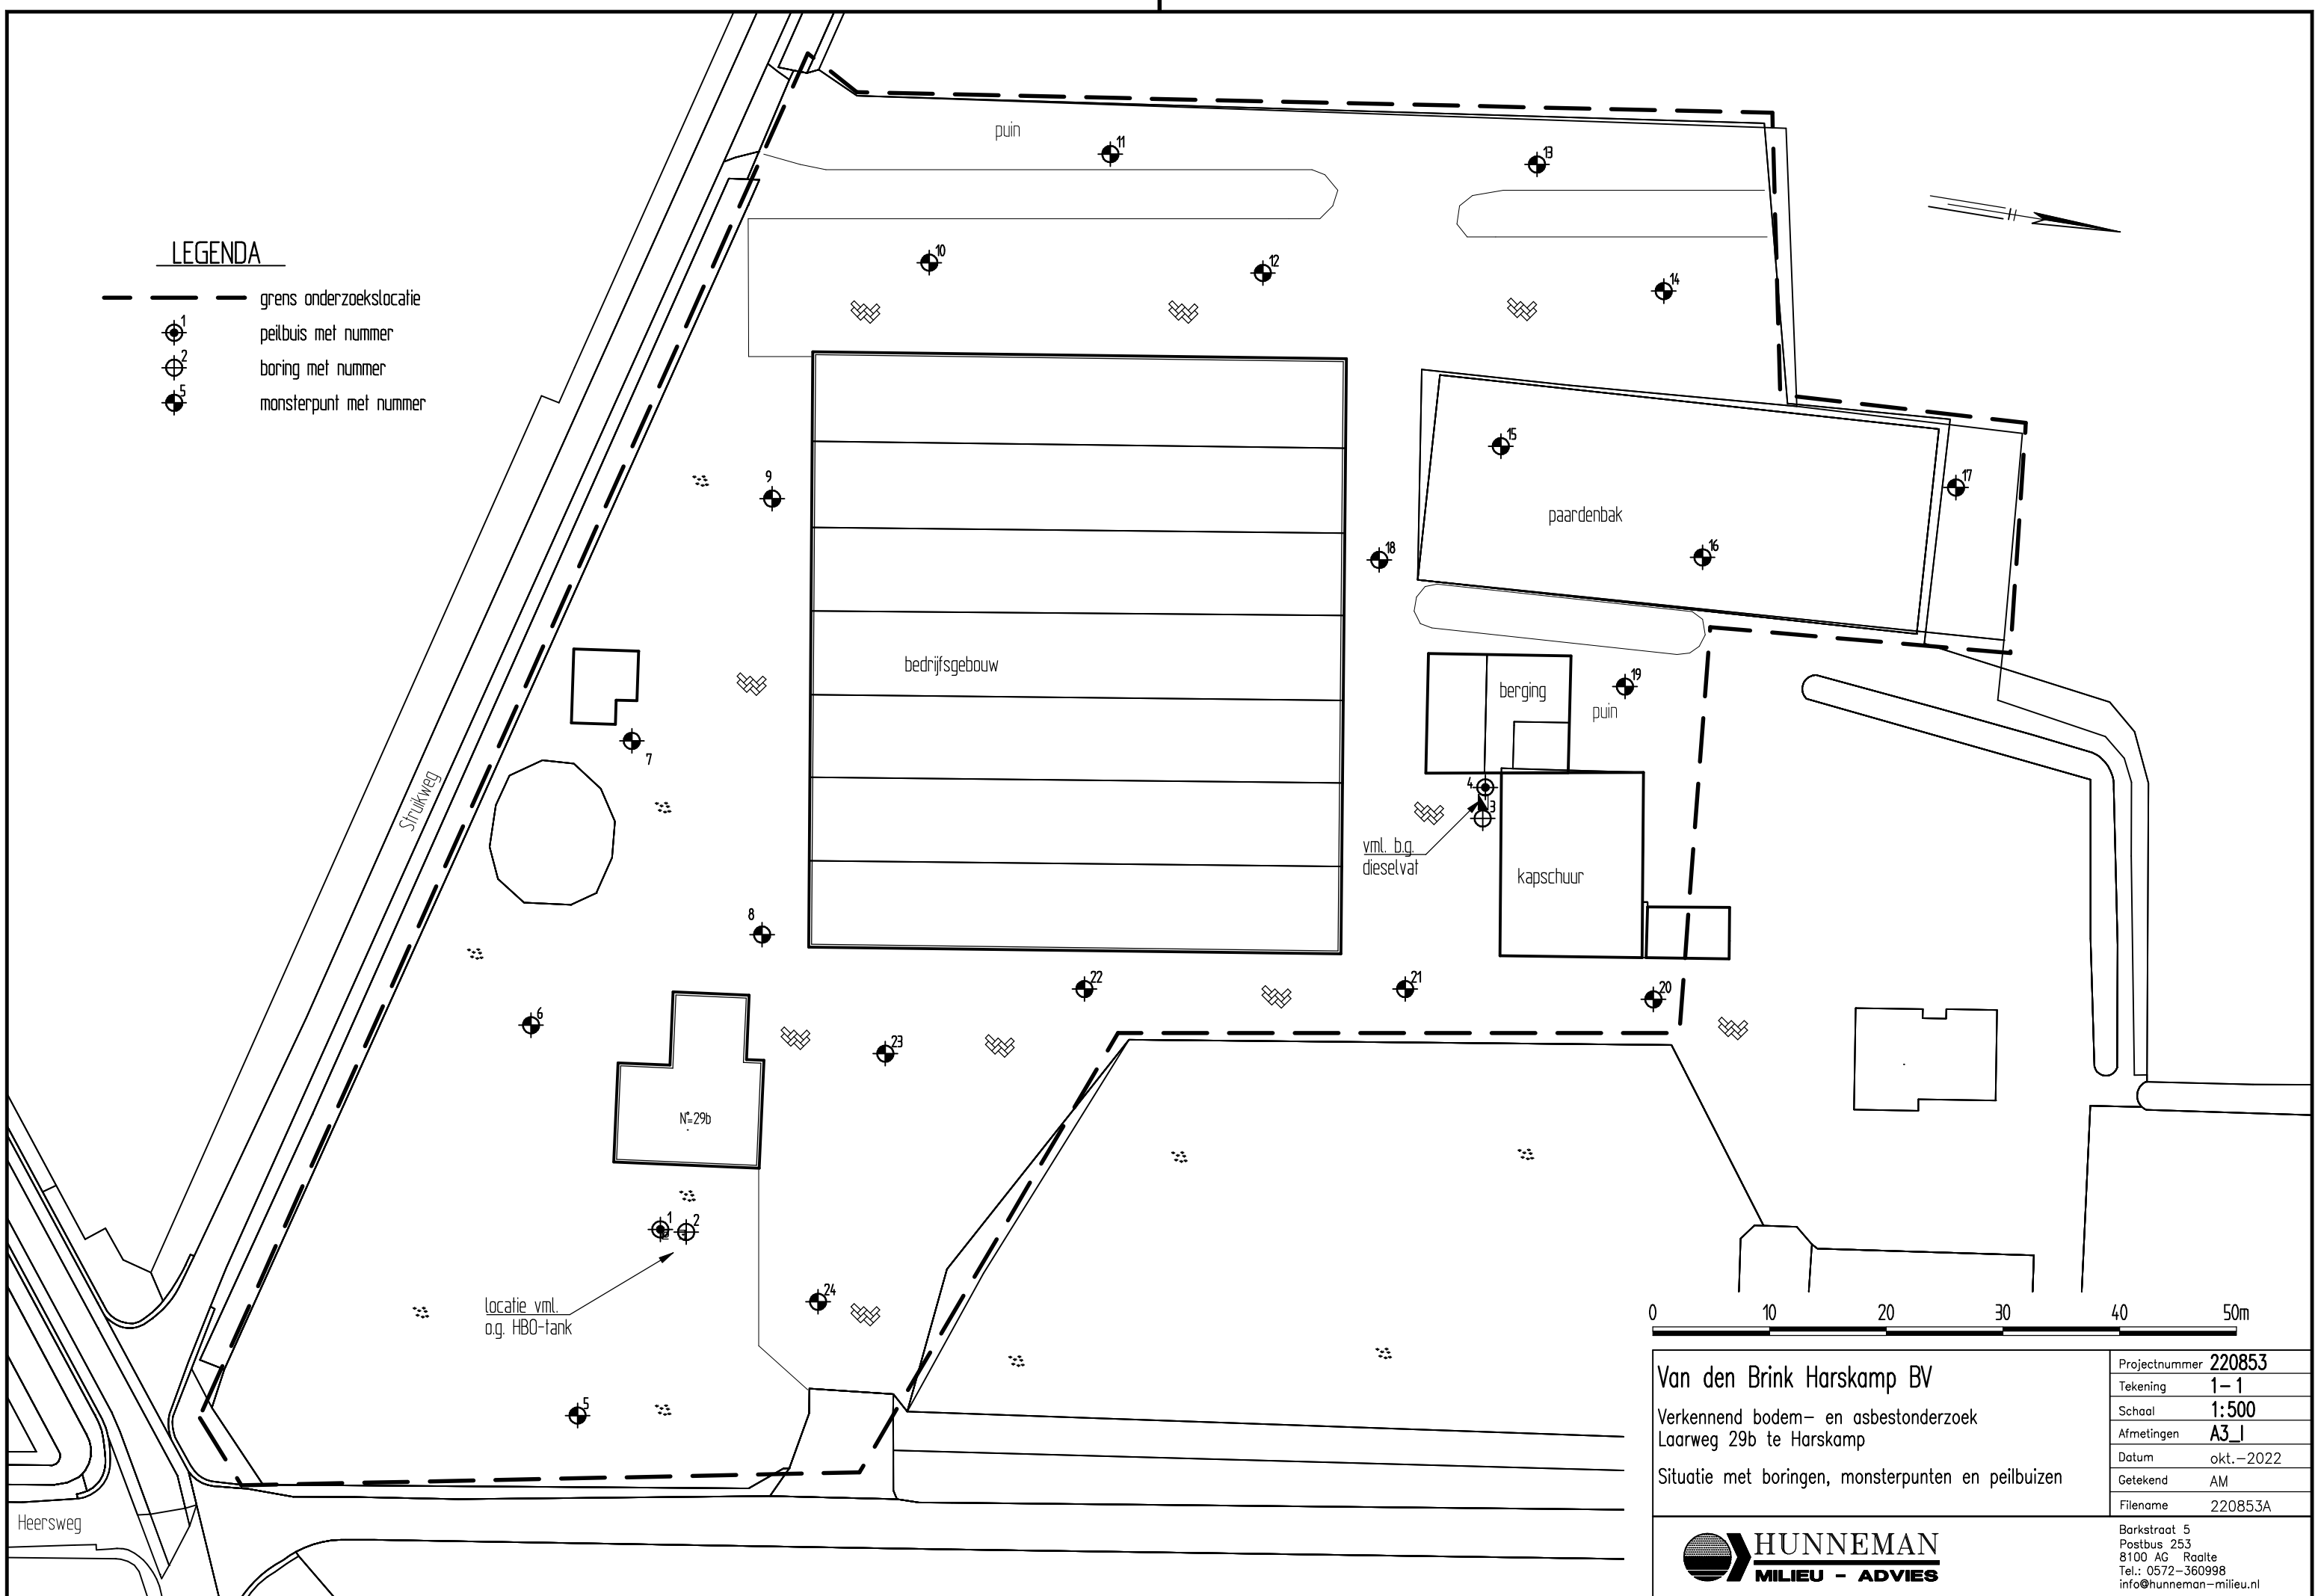 puin
11
13
LEGENDA
grens onderzoekslocatie
1
peilbuis met nummer
2
boring met nummer
5
monsterpunt met nummer
10
12
14
15
9
17
paardenbak
18
16
bedrijfsgebouw
berging
19
puin
7
Struikweg
4
3
vml. b.g.
dieselvat
kapschuur
8
22
21
20
6
23
N°=29b
1
2
locatie vml.
o.g. HBO-tank
24
5
Heersweg
0 10 20 30 40 50m
Van den Brink Harskamp BV
Verkennend bodem- en asbestonderzoek
Laarweg 29b te Harskamp
Situatie met boringen, monsterpunten en peilbuizen
Projectnummer 220853
Tekening 1-1
Schaal 1:500
Afmetingen A3_l
Datum okt.-2022
Getekend AM
Filename 220853A
HUNNEMAN
MILIEU - ADVIES
Barkstraat 5
Postbus 253
8100 AG Raalte
Tel.: 0572-360998
info@hunneman-milieu.nl